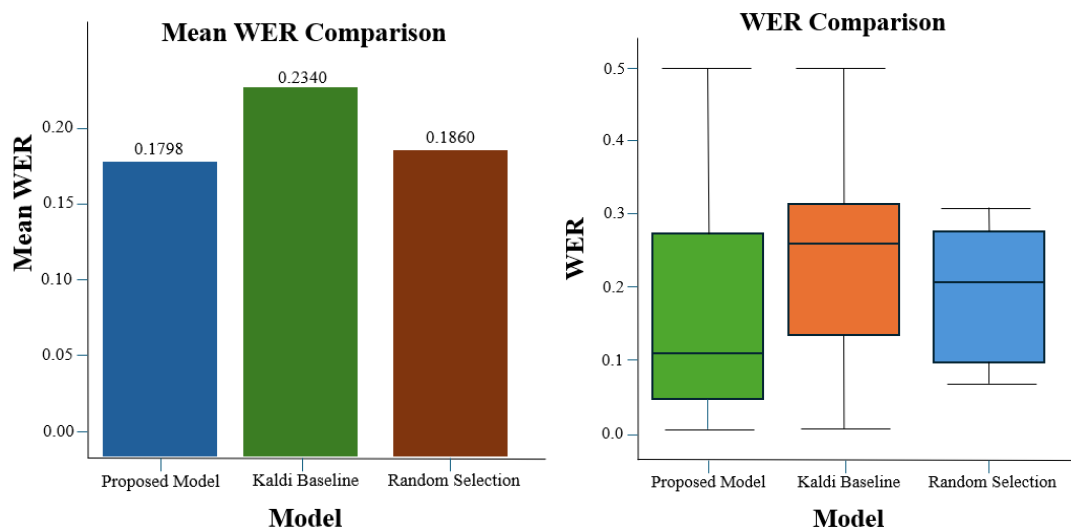 Mean WER Comparison
Mean WER
0.20
0.15
0.10
0.05
0.00
0.1798
0.2340
0.1860
Proposed Model
Kaldi Baseline
Random Selection
Model
WER Comparison
WER
0.5
0.4
0.3
0.2
0.1
0.0
Proposed Model
Kaldi Baseline
Random Selection
Model